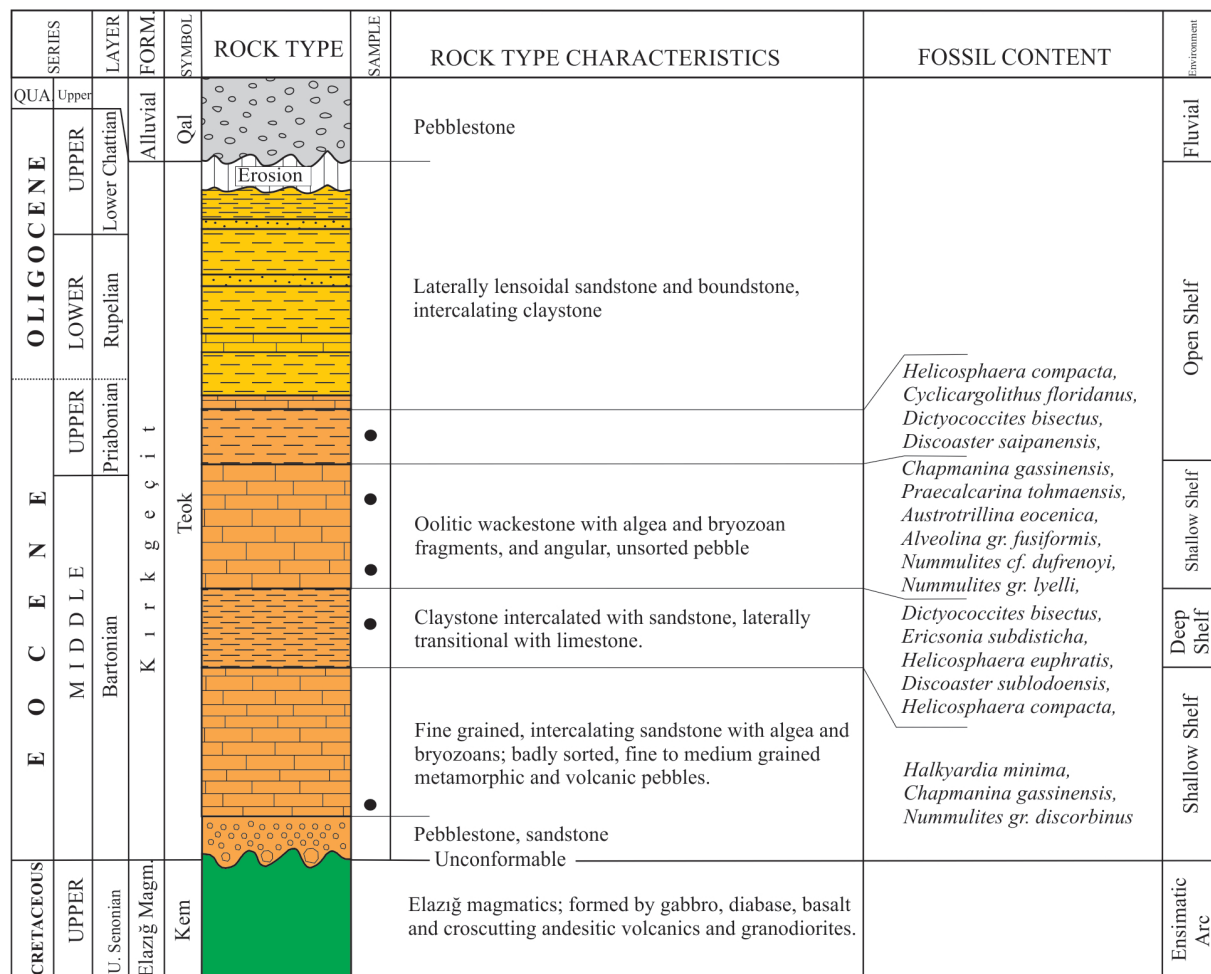 SERIES
LAYER
FORM.
SYMBOL
ROCK TYPE
SAMPLE
ROCK TYPE CHARACTERISTICS
FOSSIL CONTENT
Environment
QUA.
Upper
Alluvial
Qal
Pebblestone
Fluvial
OLIGOCENE
UPPER
Lower Chattian
Erosion
LOWER
Rupelian
Laterally lensoidal sandstone and boundstone,
intercalating claystone
Open Shelf
EOCENE
UPPER
Priabonian
Kırkgeçit
Teok
Helicosphaera compacta,
Cyclicargolithus floridanus,
Dictyococcites bisectus,
Discoaster saipanensis,
MIDDLE
Bartonian
Oolitic wackestone with algea and bryozoan
fragments, and angular, unsorted pebble
Chapmanina gassinensis,
Praecalcarina tohmaensis,
Austrotrillina eocenica,
Alveolina gr. fusiformis,
Nummulites cf. dufrenoyi,
Nummulites gr. lyelli,
Shallow Shelf
Claystone intercalated with sandstone, laterally
transitional with limestone.
Dictyococcites bisectus,
Ericsonia subdisticha,
Helicosphaera euphratis,
Discoaster sublodoensis,
Helicosphaera compacta,
Deep
Shelf
Fine grained, intercalating sandstone with algea and
bryozoans; badly sorted, fine to medium grained
metamorphic and volcanic pebbles.
Halkyardia minima,
Chapmanina gassinensis,
Nummulites gr. discorbinus
Shallow Shelf
Pebblestone, sandstone
Unconformable
CRETACEOUS
UPPER
U. Senonian
Elazığ Magm.
Kem
Elazığ magmatics; formed by gabbro, diabase, basalt
and croscutting andesitic volcanics and granodiorites.
Ensimatic
Arc